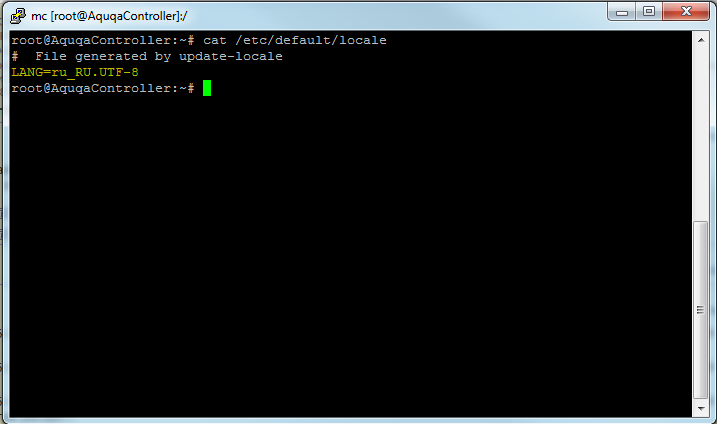 mc [root@AquqaController]:/
root@AquqaController:~# cat /etc/default/locale
#  File generated by update-locale
LANG=ru_RU.UTF-8
root@AquqaController:~#